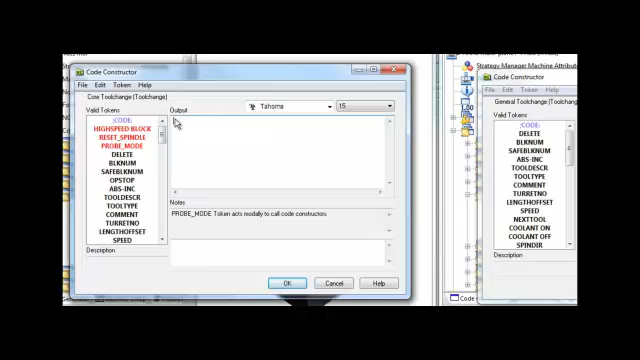 Code Constructor
File Edit Token Help
Core Toolchange (Toolchange)
Valid Tokens
Output
Tahoma
15
:CODE:
HIGHSPEED BLOCK
RESET_SPINDLE
PROBE_MODE
DELETE
BLKNUM
SAFEBLKNUM
OPSTOP
ABS-INC
TOOLDESCR
TOOLTYPE
COMMENT
TURRETNO
LENGTHOFFSET
SPEED
Description
Notes
PROBE_MODE Token acts modally to call code constructors
OK
Cancel
Help
Strategy Manager Machine Attribute
Code Constructor
File Edit Token Help
General Toolchange (Toolchange)
Valid Tokens
:CODE:
DELETE
BLKNUM
SAFEBLKNUM
ABS-INC
TOOLDESCR
TOOLTYPE
COMMENT
TURRETNO
LENGTHOFFSET
SPEED
NEXTTOOL
COOLANT ON
COOLANT OFF
SPINDIR
Description
Code